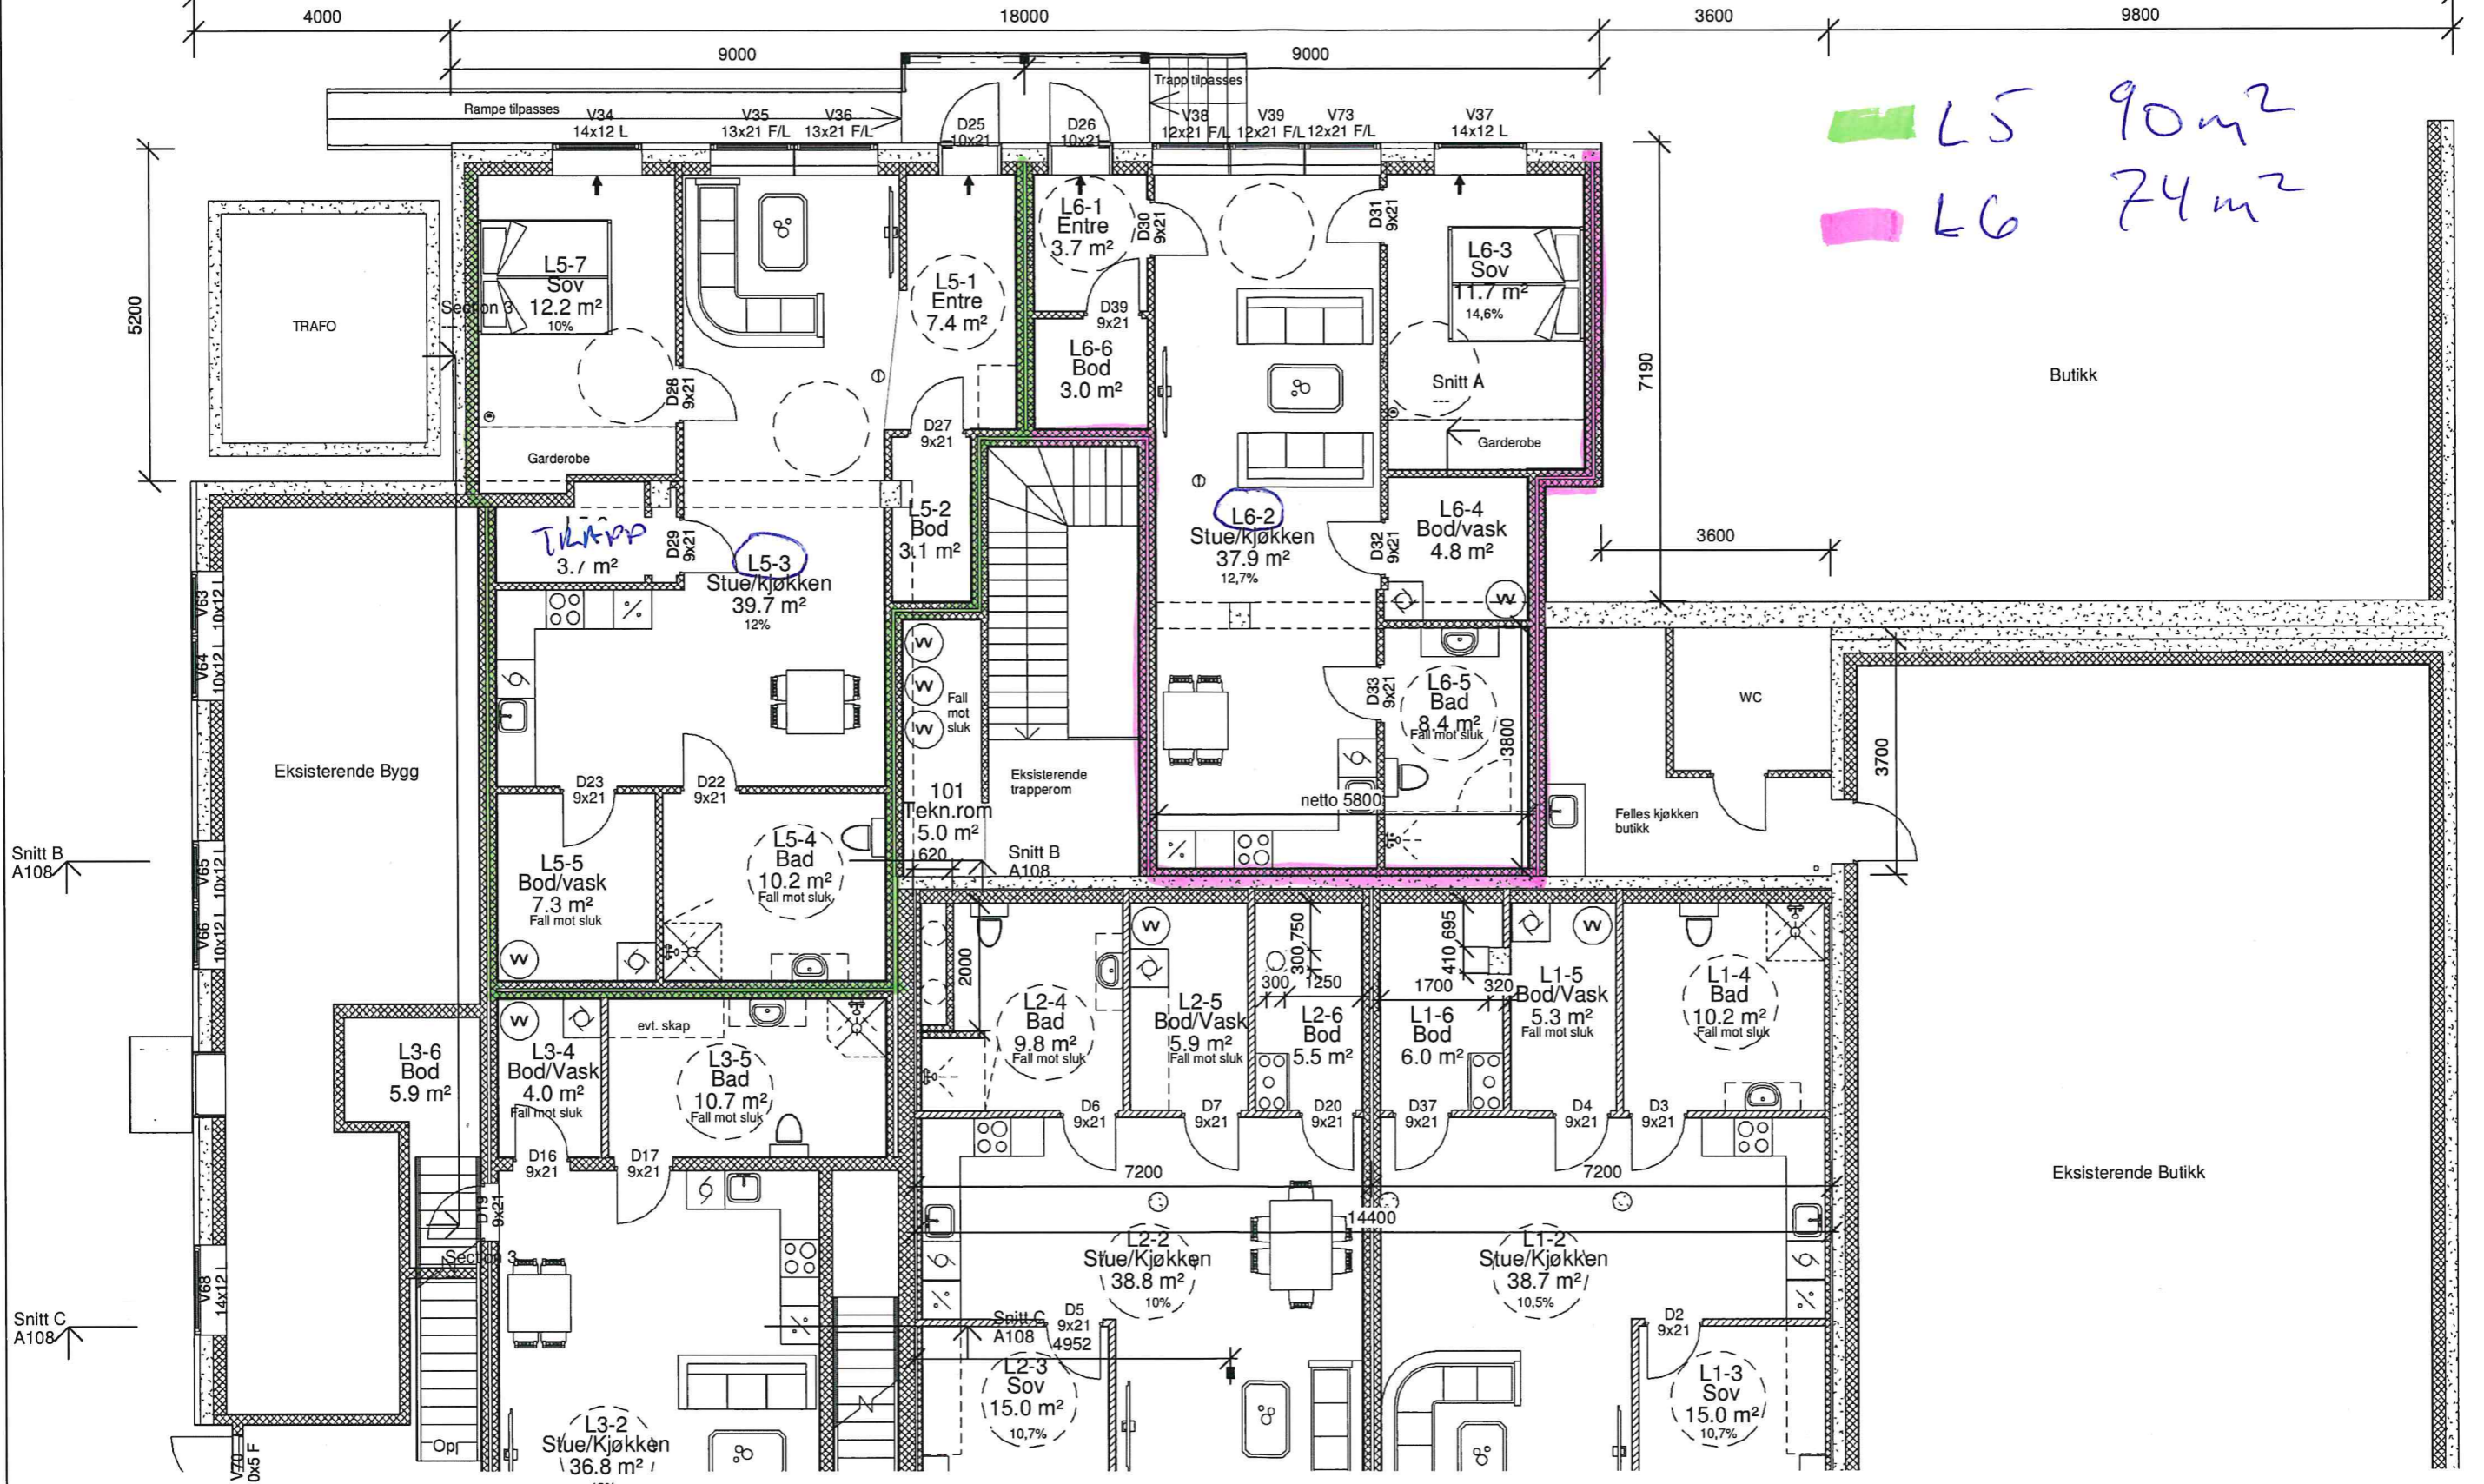 4000
18000
3600
9800
9000
9000
Rampe tilpasses
Trapp tilpasses
V34
14x12 L
V35
13x21 F/L
V36
13x21 F/L
D25
10x21
D26
10x21
V38
12x21 F/L
V39
12x21 F/L
V73
12x21 F/L
V37
14x12 L
L5 90 m²
L6 74 m²
5200
TRAFO
Section 3
---
L5-7
Sov
12.2 m²
10%
Garderobe
D28
9x21
L5-1
Entre
7.4 m²
D27
9x21
L6-1
Entre
3.7 m²
D30
9x21
D39
9x21
L6-6
Bod
3.0 m²
D31
9x21
L6-3
Sov
11.7 m²
14,6%
Snitt A
---
Garderobe
7190
Butikk
TRAPP
3.7 m²
D29
9x21
L5-3
Stue/kjøkken
39.7 m²
12%
L5-2
Bod
3.1 m²
L6-2
Stue/kjøkken
37.9 m²
12,7%
D32
9x21
L6-4
Bod/vask
4.8 m²
W
3600
V63
10x12 L
V64
10x12 L
Eksisterende Bygg
W
W
W
Fall
mot
sluk
101
Tekn.rom
5.0 m²
620
Eksisterende
trapperom
Snitt B
A108
D33
9x21
L6-5
Bad
8.4 m²
Fall mot sluk
3800
netto 5800
WC
3700
Felles kjøkken
butikk
D23
9x21
D22
9x21
Snitt B
A108
V65
10x12 L
V66
10x12 L
L5-5
Bod/vask
7.3 m²
Fall mot sluk
W
L5-4
Bad
10.2 m²
Fall mot sluk
L3-6
Bod
5.9 m²
W
L3-4
Bod/Vask
4.0 m²
Fall mot sluk
evt. skap
L3-5
Bad
10.7 m²
Fall mot sluk
2000
L2-4
Bad
9.8 m²
Fall mot sluk
W
L2-5
Bod/Vask
5.9 m²
Fall mot sluk
750
300
300
1250
L2-6
Bod
5.5 m²
695
410
1700
320
L1-6
Bod
6.0 m²
W
L1-5
Bod/Vask
5.3 m²
Fall mot sluk
L1-4
Bad
10.2 m²
Fall mot sluk
D6
9x21
D7
9x21
D20
9x21
D37
9x21
D4
9x21
D3
9x21
D16
9x21
D17
9x21
D19
9x21
7200
7200
14400
Eksisterende Butikk
Section 3
V68
14x12 L
Snitt C
A108
L2-2
Stue/Kjøkken
38.8 m²
10%
L1-2
Stue/Kjøkken
38.7 m²
10,5%
Snitt C
A108
D5
9x21
4952
D2
9x21
L2-3
Sov
15.0 m²
10,7%
L1-3
Sov
15.0 m²
10,7%
L3-2
Stue/Kjøkken
36.8 m²
Opp
V70
0x5 F